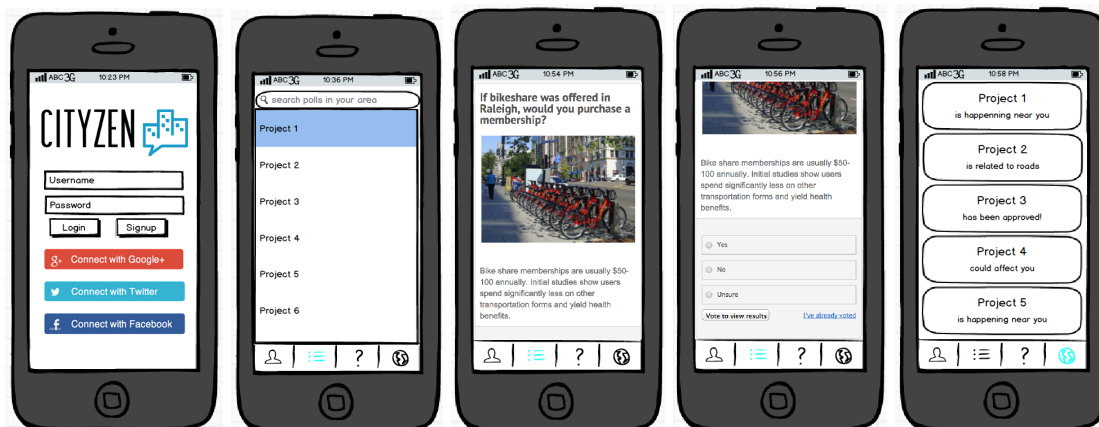 ABC 3G 10:23 PM
CITYZEN
Username
Password
Login Signup
g+ Connect with Google+
Connect with Twitter
f Connect with Facebook
ABC 3G 10:36 PM
search polls in your area
Project 1
Project 2
Project 3
Project 4
Project 5
Project 6
?
ABC 3G 10:54 PM
If bikeshare was offered in
Raleigh, would you purchase a
membership?
Bike share memberships are usually $50-
100 annually. Initial studies show users
spend significantly less on other
transportation forms and yield health
benefits.
?
ABC 3G 10:56 PM
Bike share memberships are usually $50-
100 annually. Initial studies show users
spend significantly less on other
transportation forms and yield health
benefits.
Yes
No
Unsure
Vote to view results I've already voted
?
ABC 3G 10:58 PM
Project 1
is happening near you
Project 2
is related to roads
Project 3
has been approved!
Project 4
could affect you
Project 5
is happening near you
?